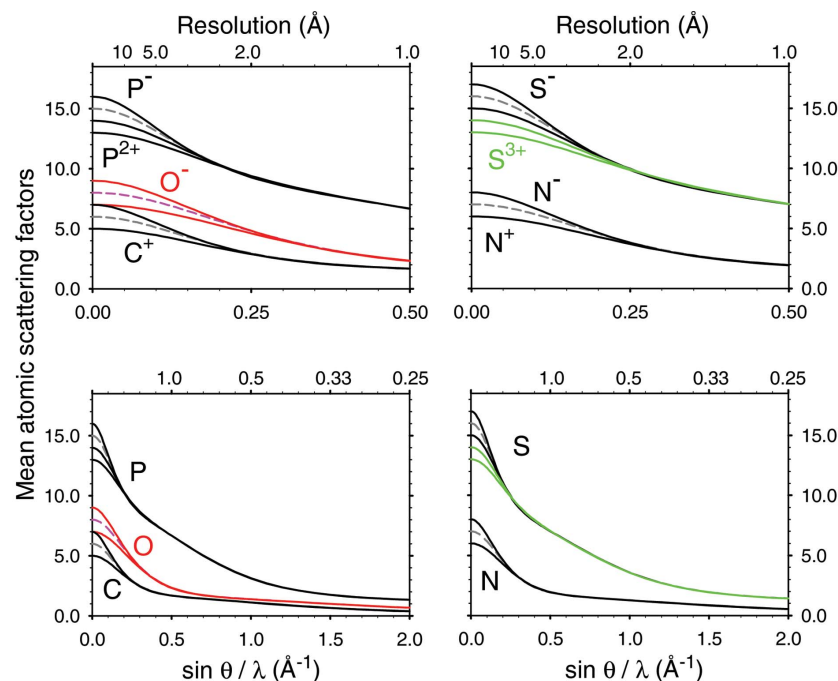 Resolution (Å) Resolution (Å)
10 5.0 2.0 1.0 10 5.0 2.0 1.0
P⁻ S⁻
15.0 15.0
P²⁺ S³⁺
10.0 10.0
O⁻ N⁻
5.0 5.0
C⁺ N⁺
0.0 0.0
0.00 0.25 0.50 0.00 0.25 0.50
Mean atomic scattering factors
1.0 0.5 0.33 0.25 1.0 0.5 0.33 0.25
15.0 15.0
P S
10.0 10.0
O
5.0 5.0
C N
0.0 0.0
0.0 0.5 1.0 1.5 2.0 0.0 0.5 1.0 1.5 2.0
sin θ / λ (Å⁻¹) sin θ / λ (Å⁻¹)